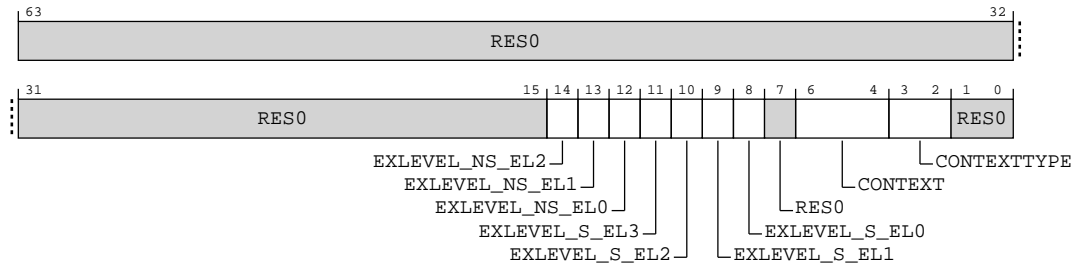 63 32
RES0
31 15 14 13 12 11 10 9 8 7 6 4 3 2 1 0
RES0 RES0
EXLEVEL_NS_EL2 CONTEXTTYPE
EXLEVEL_NS_EL1 CONTEXT
EXLEVEL_NS_EL0 RES0
EXLEVEL_S_EL3 EXLEVEL_S_EL0
EXLEVEL_S_EL2 EXLEVEL_S_EL1